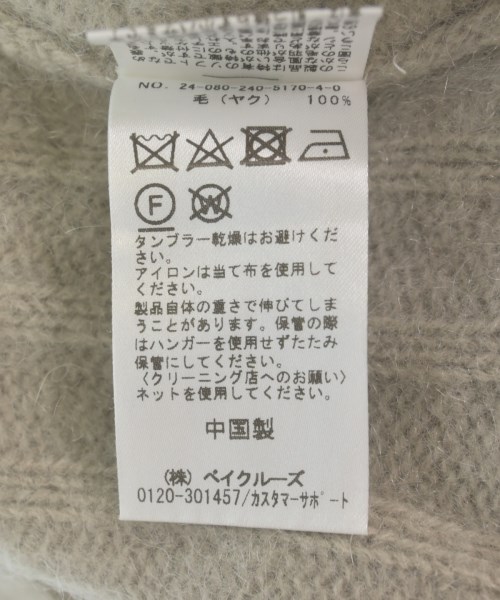 NO. 24-080-240-5170-4-0
毛（ヤク） 100%
F
W
タンブラー乾燥はお避けくだ
さい。
アイロンは当て布を使用して
ください。
製品自体の重さで伸びてしま
うことがあります。保管の際
はハンガーを使用せずたたみ
保管にしてください。
〈クリーニング店へのお願い〉
ネットを使用してください。
中国製
（株）ベイクルーズ
0120-301457/カスタマーサポート